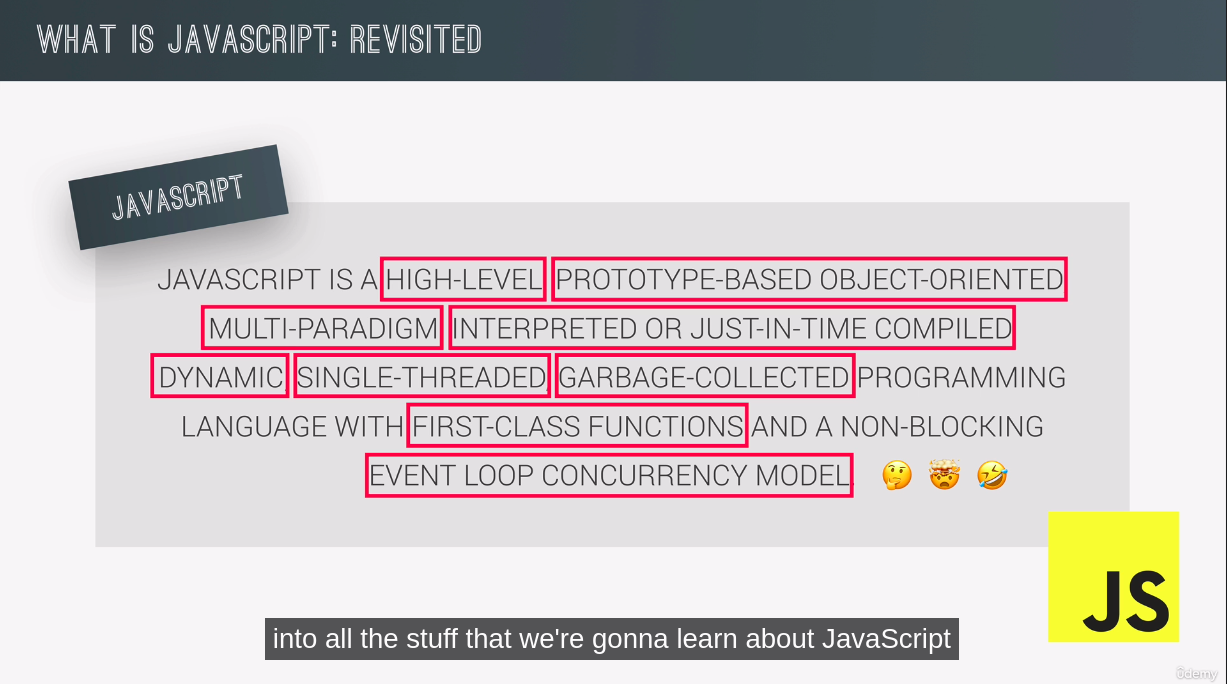 WHAT IS JAVASCRIPT: REVISITED
JAVASCRIPT
JAVASCRIPT IS A HIGH-LEVEL PROTOTYPE-BASED OBJECT-ORIENTED
MULTI-PARADIGM INTERPRETED OR JUST-IN-TIME COMPILED
DYNAMIC, SINGLE-THREADED, GARBAGE-COLLECTED PROGRAMMING
LANGUAGE WITH FIRST-CLASS FUNCTIONS AND A NON-BLOCKING
EVENT LOOP CONCURRENCY MODEL. 🤔 🤯 🤣
JS
into all the stuff that we're gonna learn about JavaScript
ûdemy